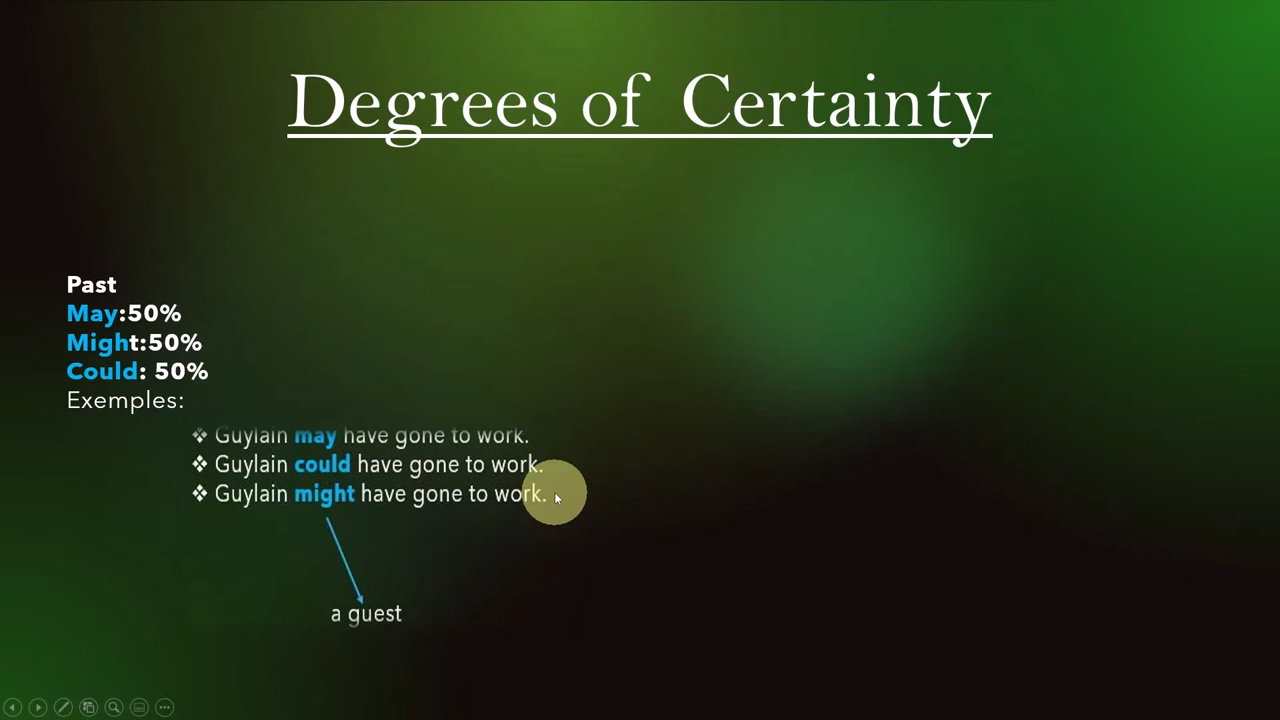 Degrees of Certainty
Past
May:50%
Might:50%
Could: 50%
Exemples:
❖ Guylain may have gone to work.
❖ Guylain could have gone to work.
❖ Guylain might have gone to work.
a guest